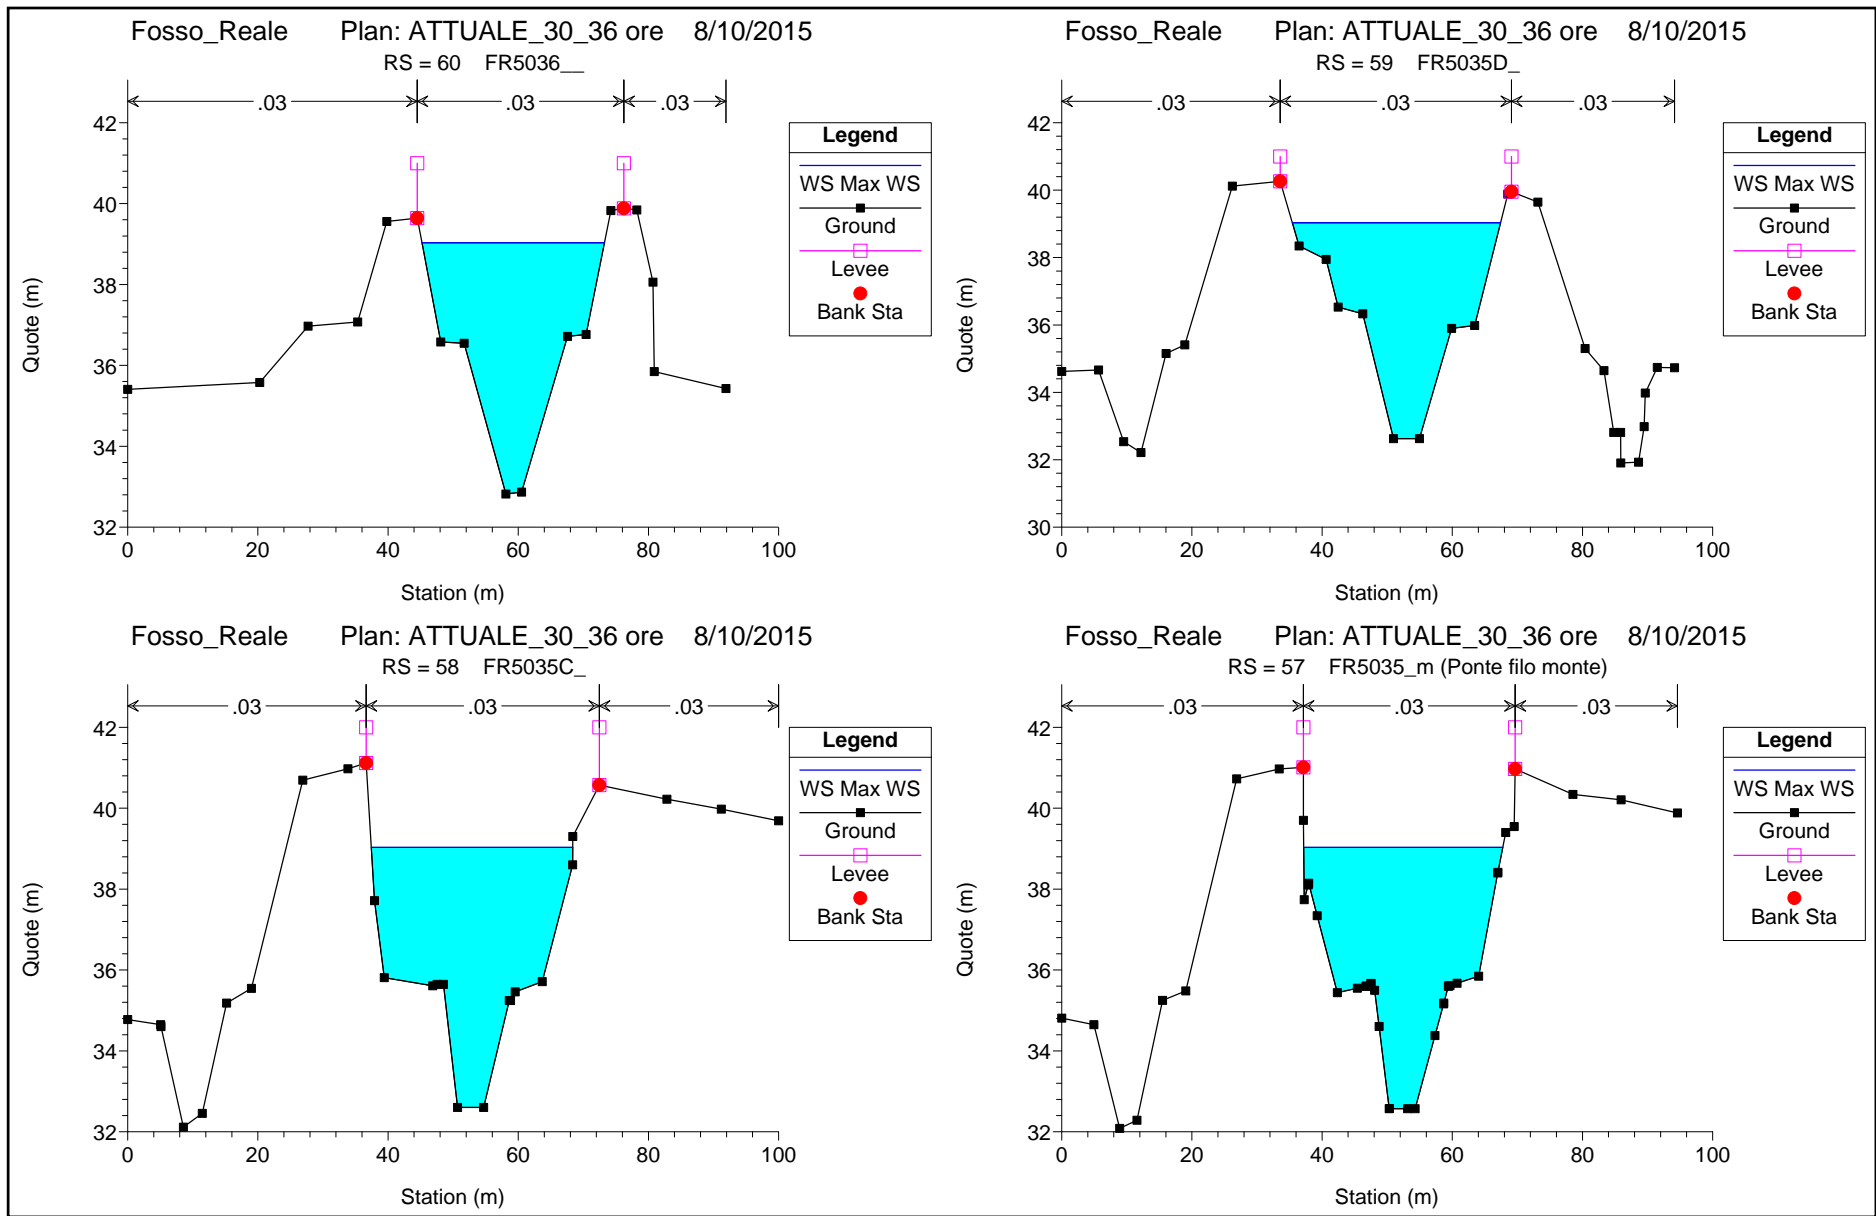 Fosso_Reale Plan: ATTUALE_30_36 ore 8/10/2015
RS = 60 FR5036__
.03 .03 .03
42
40
38
36
34
32
0 20 40 60 80 100
Station (m)
Quote (m)
Legend
WS Max WS
Ground
Levee
Bank Sta
Fosso_Reale Plan: ATTUALE_30_36 ore 8/10/2015
RS = 59 FR5035D_
.03 .03 .03
42
40
38
36
34
32
30
0 20 40 60 80 100
Station (m)
Quote (m)
Legend
WS Max WS
Ground
Levee
Bank Sta
Fosso_Reale Plan: ATTUALE_30_36 ore 8/10/2015
RS = 58 FR5035C_
.03 .03 .03
42
40
38
36
34
32
0 20 40 60 80 100
Station (m)
Quote (m)
Legend
WS Max WS
Ground
Levee
Bank Sta
Fosso_Reale Plan: ATTUALE_30_36 ore 8/10/2015
RS = 57 FR5035_m (Ponte filo monte)
.03 .03 .03
42
40
38
36
34
32
0 20 40 60 80 100
Station (m)
Quote (m)
Legend
WS Max WS
Ground
Levee
Bank Sta